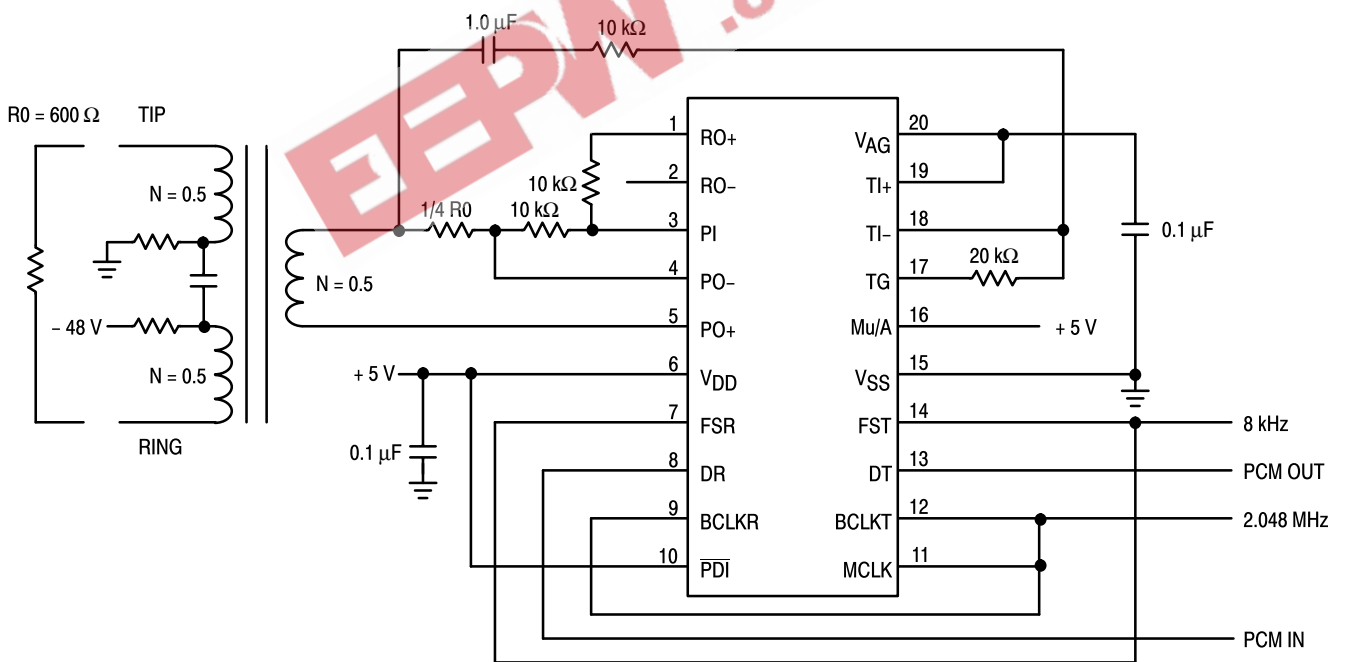 1.0 μF
10 kΩ
R0 = 600 Ω
TIP
N = 0.5
– 48 V
N = 0.5
RING
N = 0.5
1/4 R0
10 kΩ
10 kΩ
+ 5 V
0.1 μF
1
RO+
2
RO–
3
PI
4
PO–
5
PO+
6
VDD
7
FSR
8
DR
9
BCLKR
10
PDI
20
VAG
19
TI+
18
TI–
17
TG
20 kΩ
16
Mu/A
+ 5 V
15
VSS
14
FST
8 kHz
13
DT
PCM OUT
12
BCLKT
2.048 MHz
11
MCLK
PCM IN
0.1 μF
EEPW